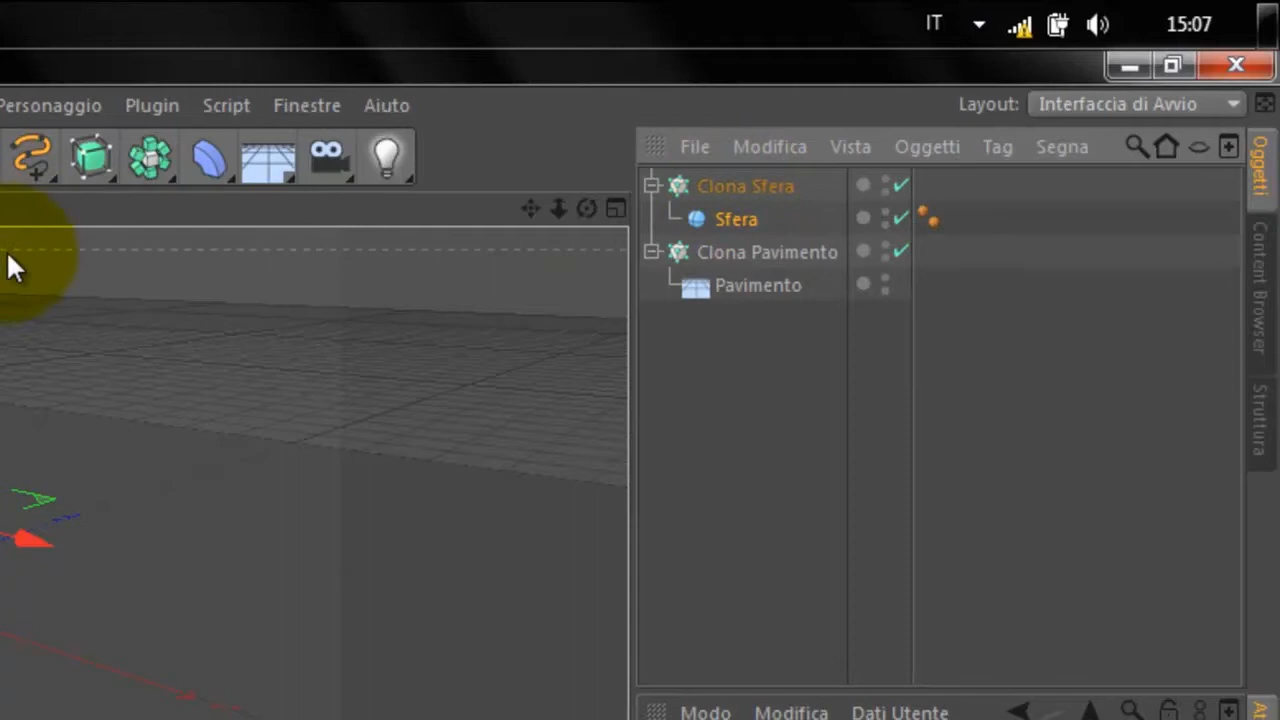 IT 15:07
Personaggio Plugin Script Finestre Aiuto Layout: Interfaccia di Avvio
File Modifica Vista Oggetti Tag Segna
Clona Sfera
Sfera
Clona Pavimento
Pavimento
Oggetti
Content Browser
Struttura
Modo Modifica Dati Utente